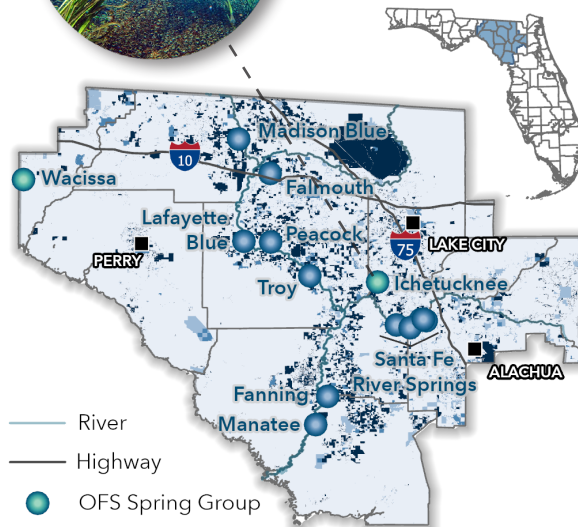 Madison Blue
10
Wacissa
Falmouth
Lafayette
Blue
Peacock
LAKE CITY
75
PERRY
Troy
Ichetucknee
Santa Fe
River Springs
ALACHUA
Fanning
Manatee
River
Highway
OFS Spring Group